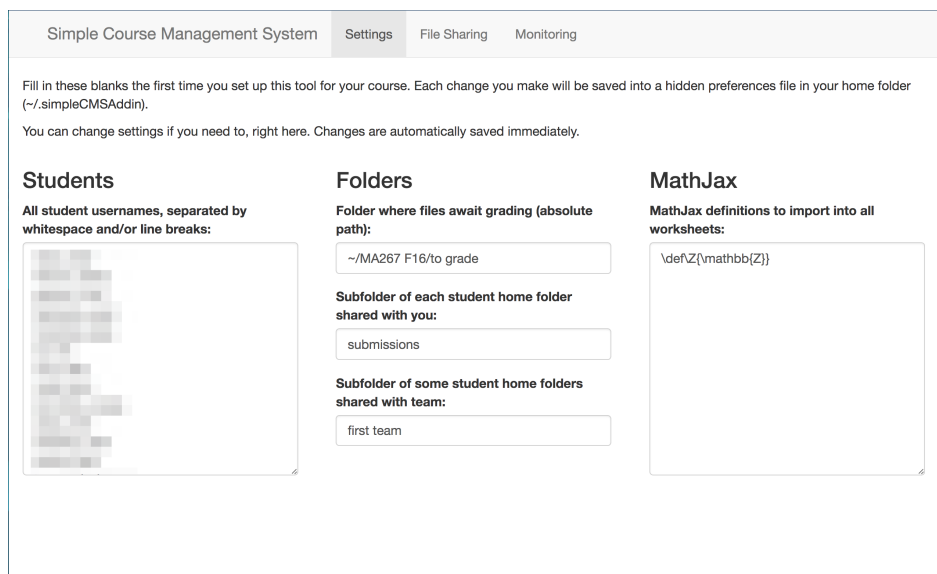 Simple Course Management System Settings File Sharing Monitoring
Fill in these blanks the first time you set up this tool for your course. Each change you make will be saved into a hidden preferences file in your home folder
(~/.simpleCMSAddin).
You can change settings if you need to, right here. Changes are automatically saved immediately.
Students
All student usernames, separated by
whitespace and/or line breaks:
Folders
Folder where files await grading (absolute
path):
~/MA267 F16/to grade
Subfolder of each student home folder
shared with you:
submissions
Subfolder of some student home folders
shared with team:
first team
MathJax
MathJax definitions to import into all
worksheets:
\def\Z{\mathbb{Z}}